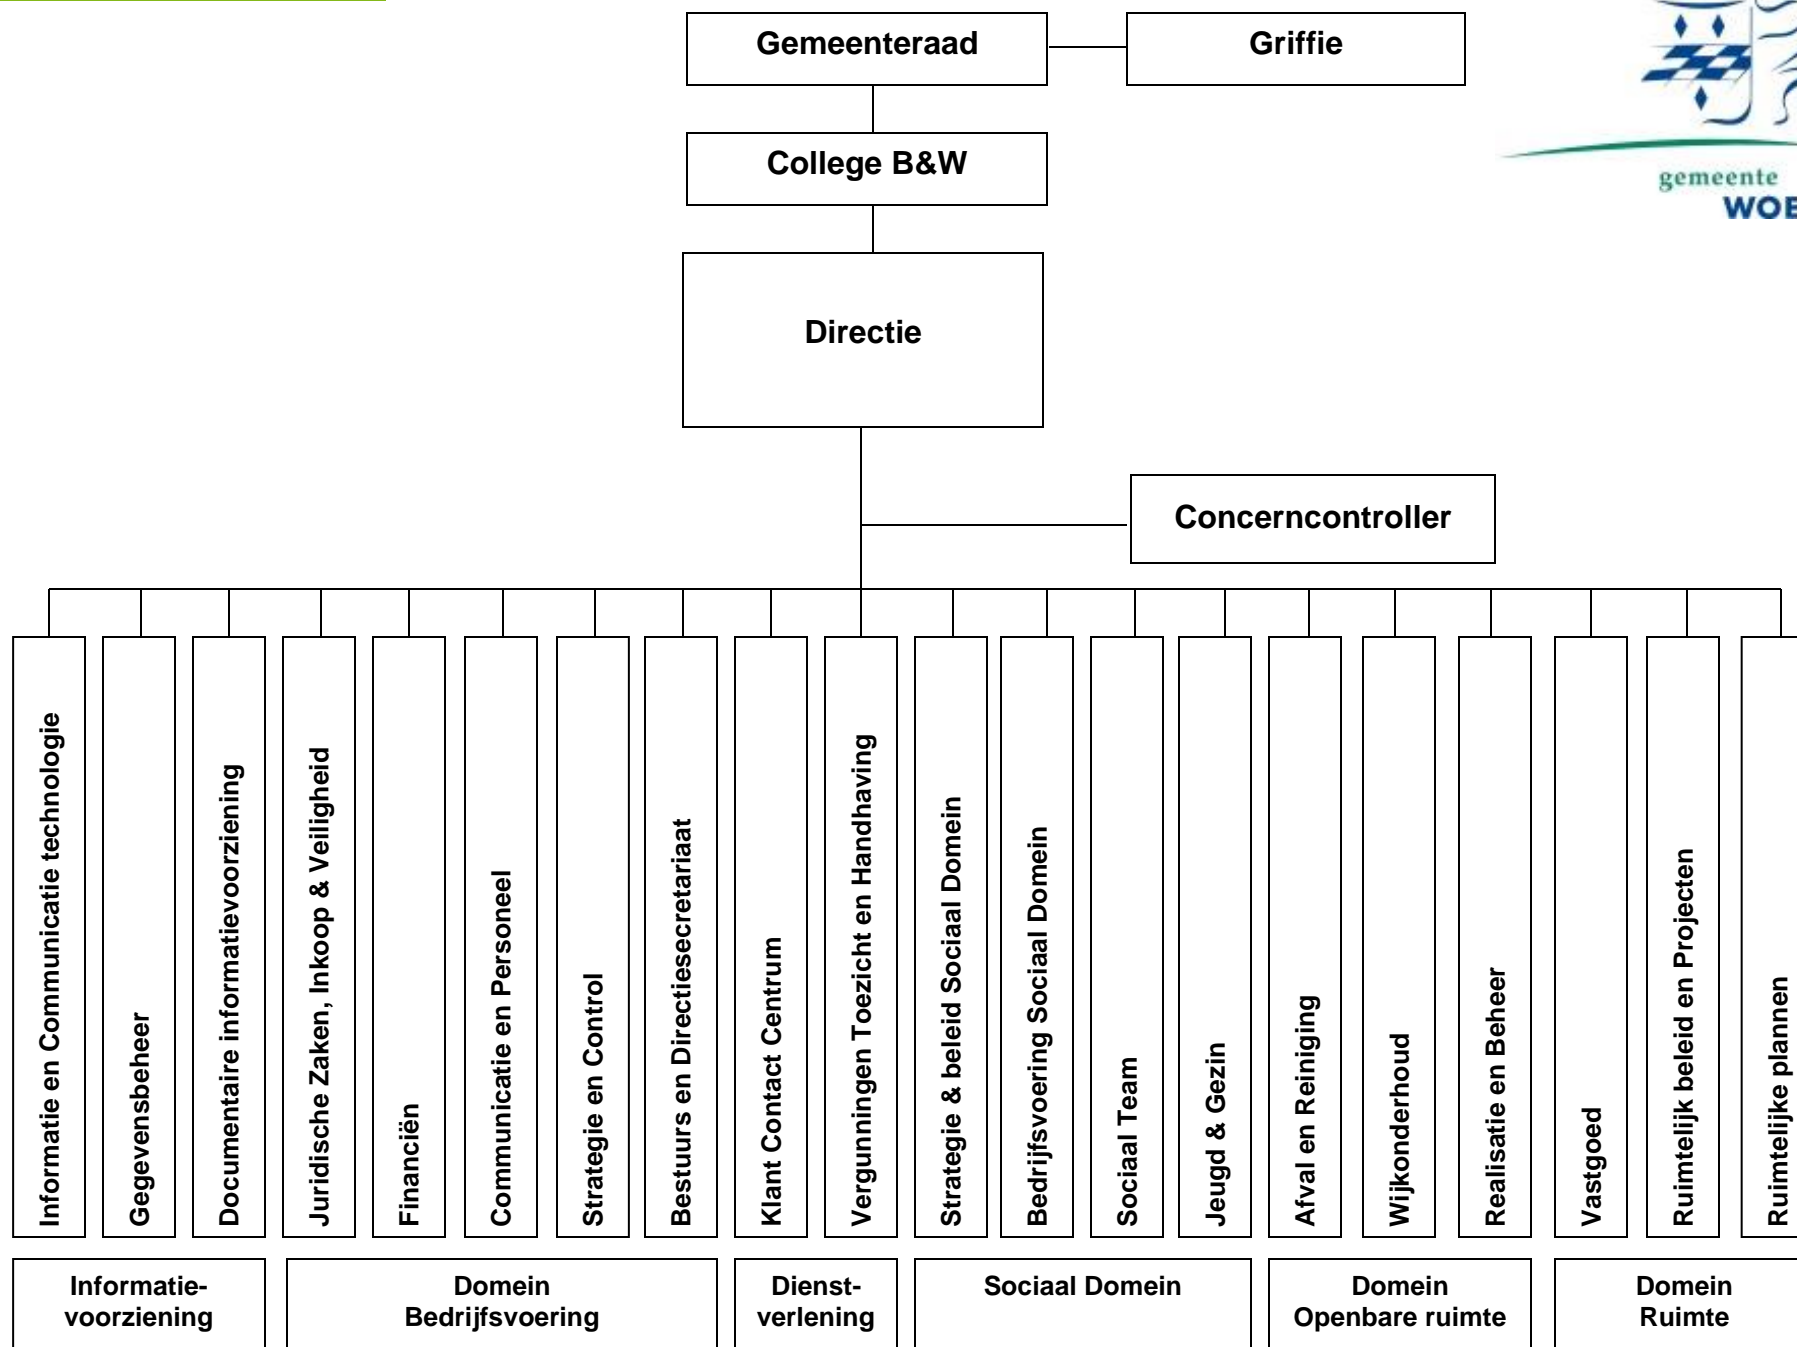 Gemeenteraad
Griffie
College B&W
gemeente
Directie
Concerncontroller
Informatie en Communicatie technologie
Gegevensbeheer
Documentaire informatievoorziening
Juridische Zaken, Inkoop & Veiligheid
Financiën
Communicatie en Personeel
Strategie en Control
Bestuurs en Directiesecretariaat
Klant Contact Centrum
Vergunningen Toezicht en Handhaving
Strategie & beleid Sociaal Domein
Bedrijfsvoering Sociaal Domein
Sociaal Team
Jeugd & Gezin
Afval en Reiniging
Wijkonderhoud
Realisatie en Beheer
Vastgoed
Ruimtelijk beleid en Projecten
Ruimtelijke plannen
Informatie-
voorziening
Domein
Bedrijfsvoering
Dienst-
verlening
Sociaal Domein
Domein
Openbare ruimte
Domein
Ruimte